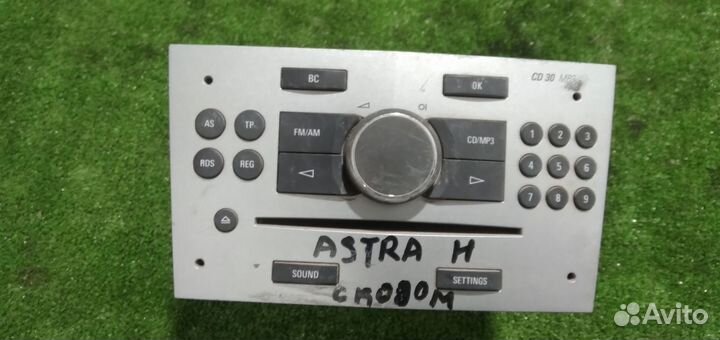 BC
OK
CD 30 MP3
AS TP
FM/AM
CD/MP3
1 2 3
RDS REG
4 5 6
7 8 9
ASTRA H
SOUND
SETTINGS
Avito